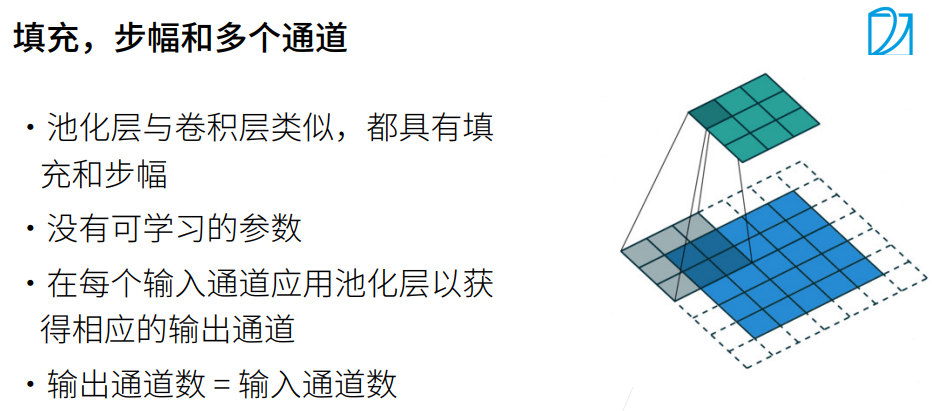 填充，步幅和多个通道
• 池化层与卷积层类似，都具有填
充和步幅
• 没有可学习的参数
• 在每个输入通道应用池化层以获
得相应的输出通道
• 输出通道数 = 输入通道数